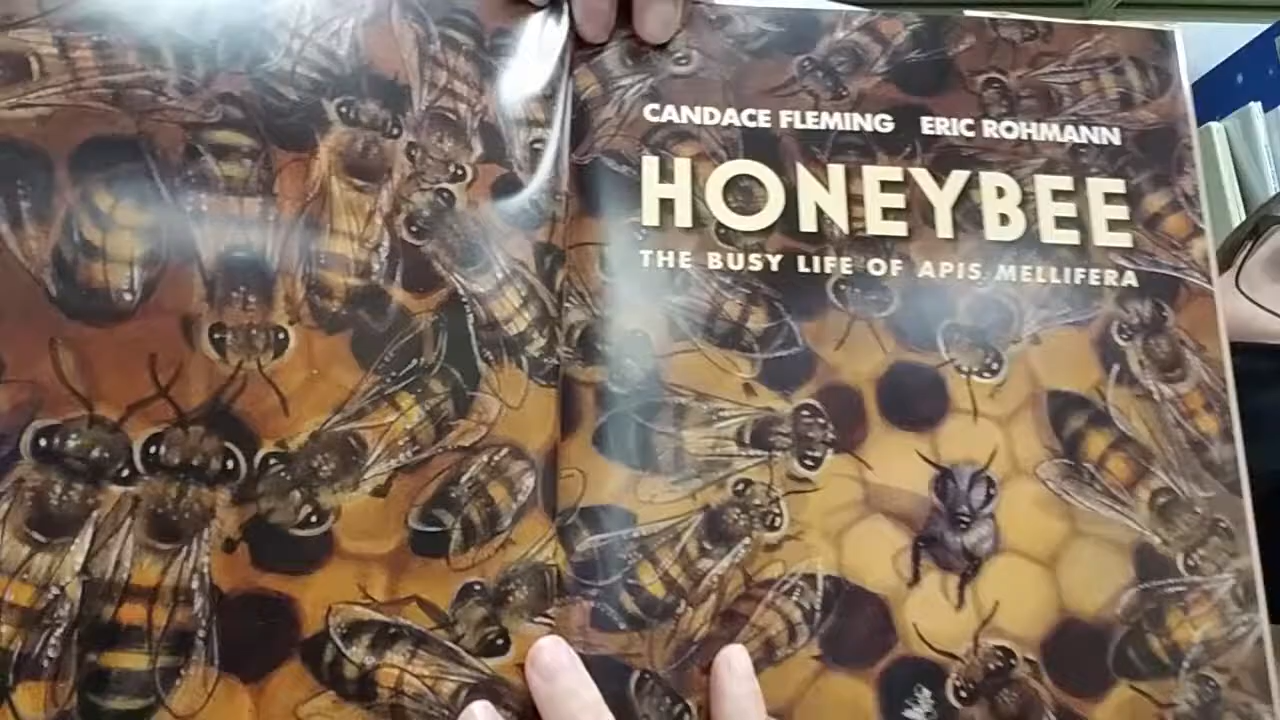 CANDACE FLEMING ERIC ROHMANN
HONEYBEE
THE BUSY LIFE OF APIS MELLIFERA